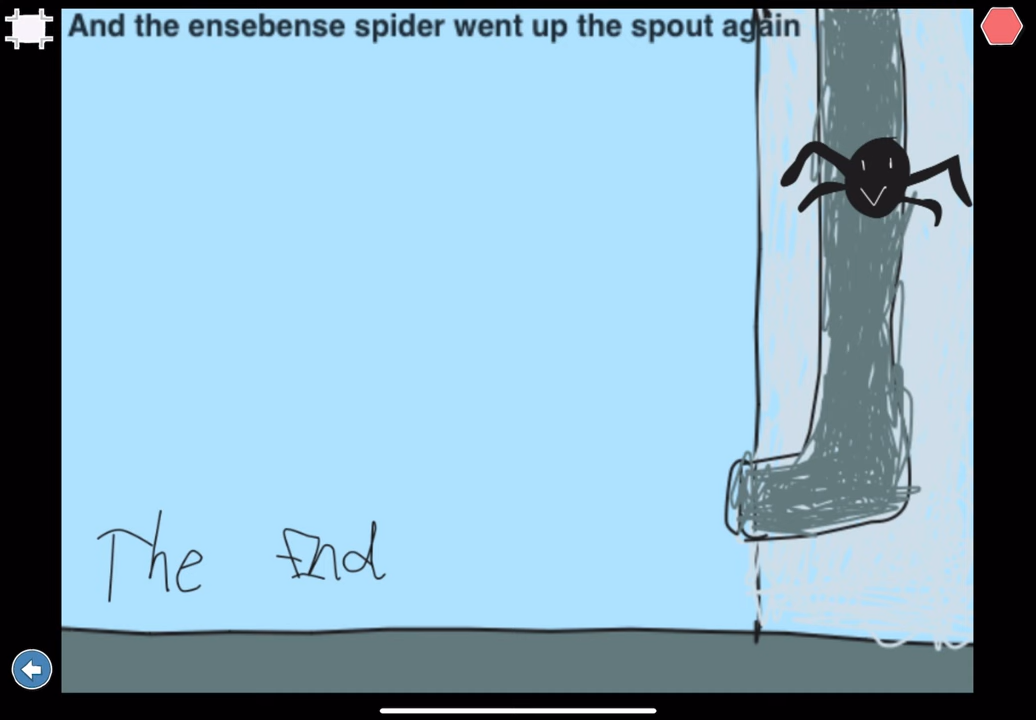 And the ensebense spider went up the spout again
The End